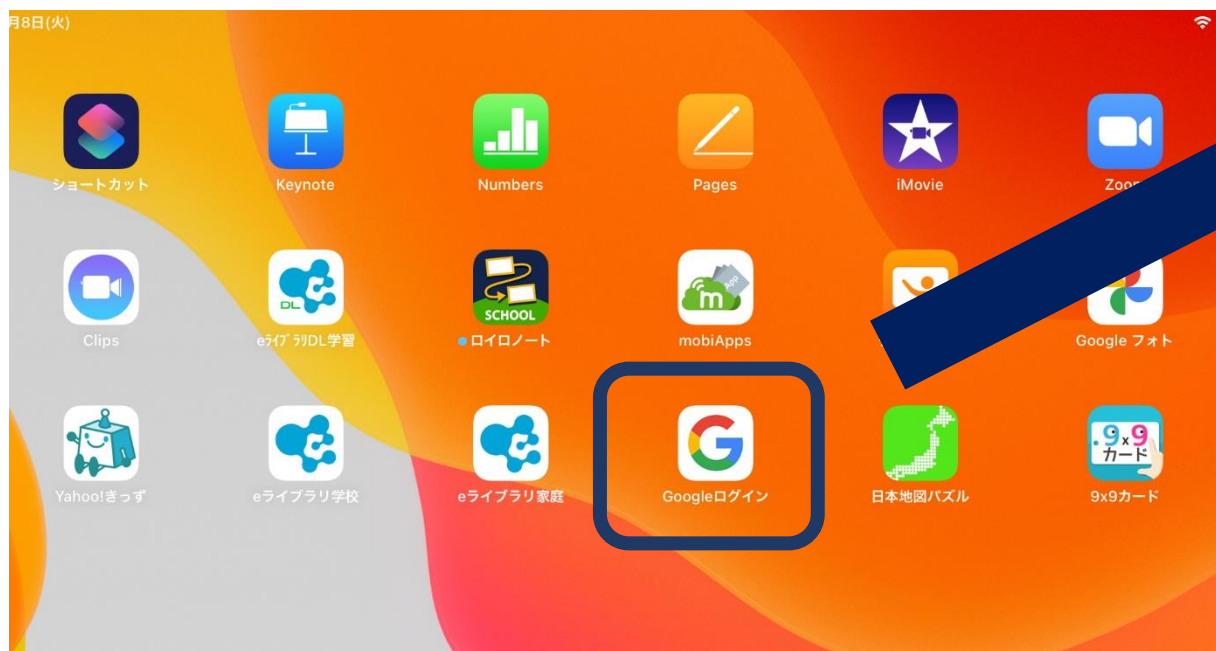 月8日(火)
ショートカット
Keynote
Numbers
Pages
iMovie
Zoom
Clips
DL
eライブラリDL学習
SCHOOL
ロイロノート
m
App
mobiApps
Google フォト
Yahoo!きっず
eライブラリ学校
eライブラリ家庭
G
Googleログイン
日本地図パズル
9x9
カード
9x9カード